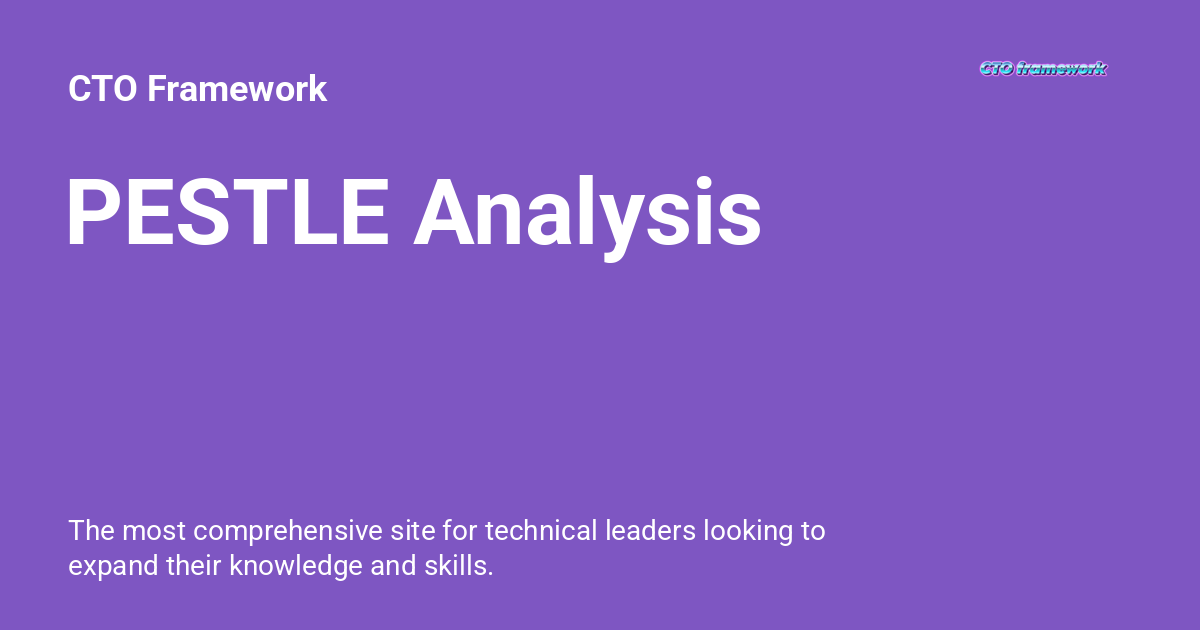 CTO Framework
CTO framework
PESTLE Analysis
The most comprehensive site for technical leaders looking to
expand their knowledge and skills.